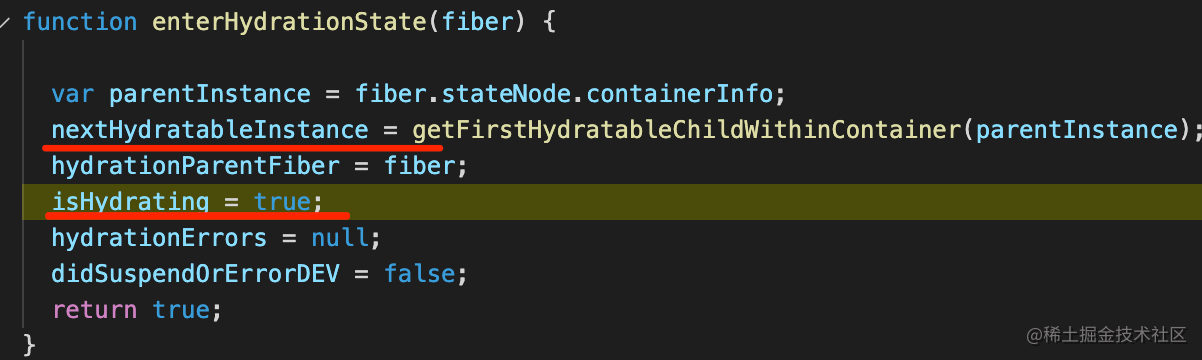 function enterHydrationState(fiber) {
var parentInstance = fiber.stateNode.containerInfo;
nextHydratableInstance = getFirstHydratableChildWithinContainer(parentInstance);
hydrationParentFiber = fiber;
isHydrating = true;
hydrationErrors = null;
didSuspendOrErrorDEV = false;
return true;
}
@稀土掘金技术社区